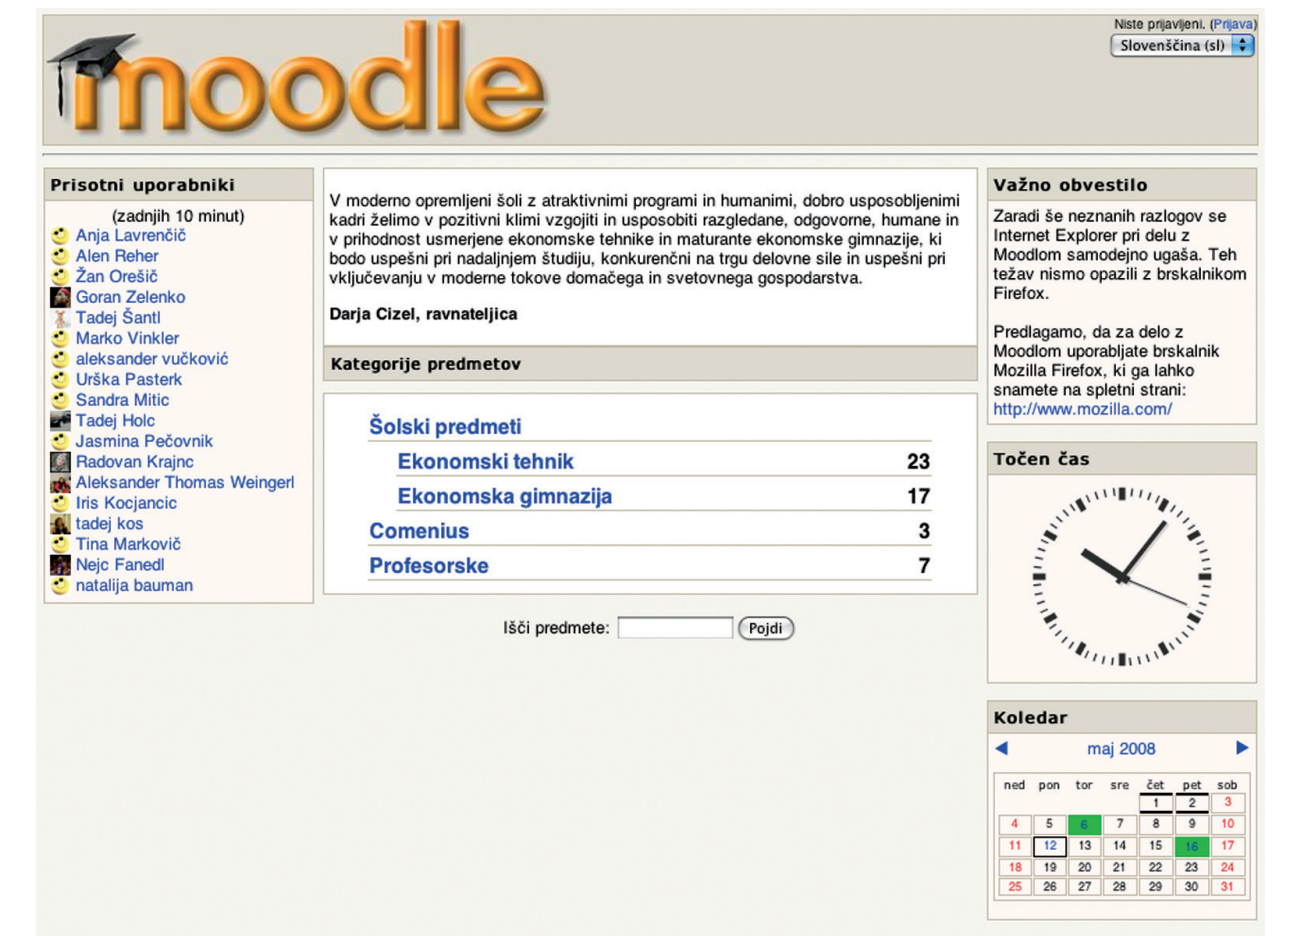 moodle
Niste prijavljeni. (Prijava)
Slovenščina (sl)
Prisotni uporabniki
(zadnjih 10 minut)
Anja Lavrenčič
Alen Reher
Žan Orešič
Goran Zelenko
Tadej Šantl
Marko Vinkler
aleksander vučković
Urška Pasterk
Sandra Mitic
Tadej Holc
Jasmina Pečovnik
Radovan Krajnc
Aleksander Thomas Weingerl
Iris Kocjancic
tadej kos
Tina Markovič
Nejc Fanedl
natalija bauman
V moderno opremljeni šoli z atraktivnimi programi in humanimi, dobro usposobljenimi
kadri želimo v pozitivni klimi vzgojiti in usposobiti razgledane, odgovorne, humane in
v prihodnost usmerjene ekonomske tehnike in maturante ekonomske gimnazije, ki
bodo uspešni pri nadaljnjem študiju, konkurenčni na trgu delovne sile in uspešni pri
vključevanju v moderne tokove domačega in svetovnega gospodarstva.
Darja Cizel, ravnateljica
Kategorije predmetov
Šolski predmeti
Ekonomski tehnik 23
Ekonomska gimnazija 17
Comenius 3
Profesorske 7
Išči predmete: Pojdi
Važno obvestilo
Zaradi še neznanih razlogov se
Internet Explorer pri delu z
Moodlom samodejno ugaša. Teh
težav nismo opazili z brskalnikom
Firefox.
Predlagamo, da za delo z
Moodlom uporabljate brskalnik
Mozilla Firefox, ki ga lahko
snamete na spletni strani:
http://www.mozilla.com/
Točen čas
Koledar
maj 2008
ned pon tor sre čet pet sob
1 2 3
4 5 6 7 8 9 10
11 12 13 14 15 16 17
18 19 20 21 22 23 24
25 26 27 28 29 30 31